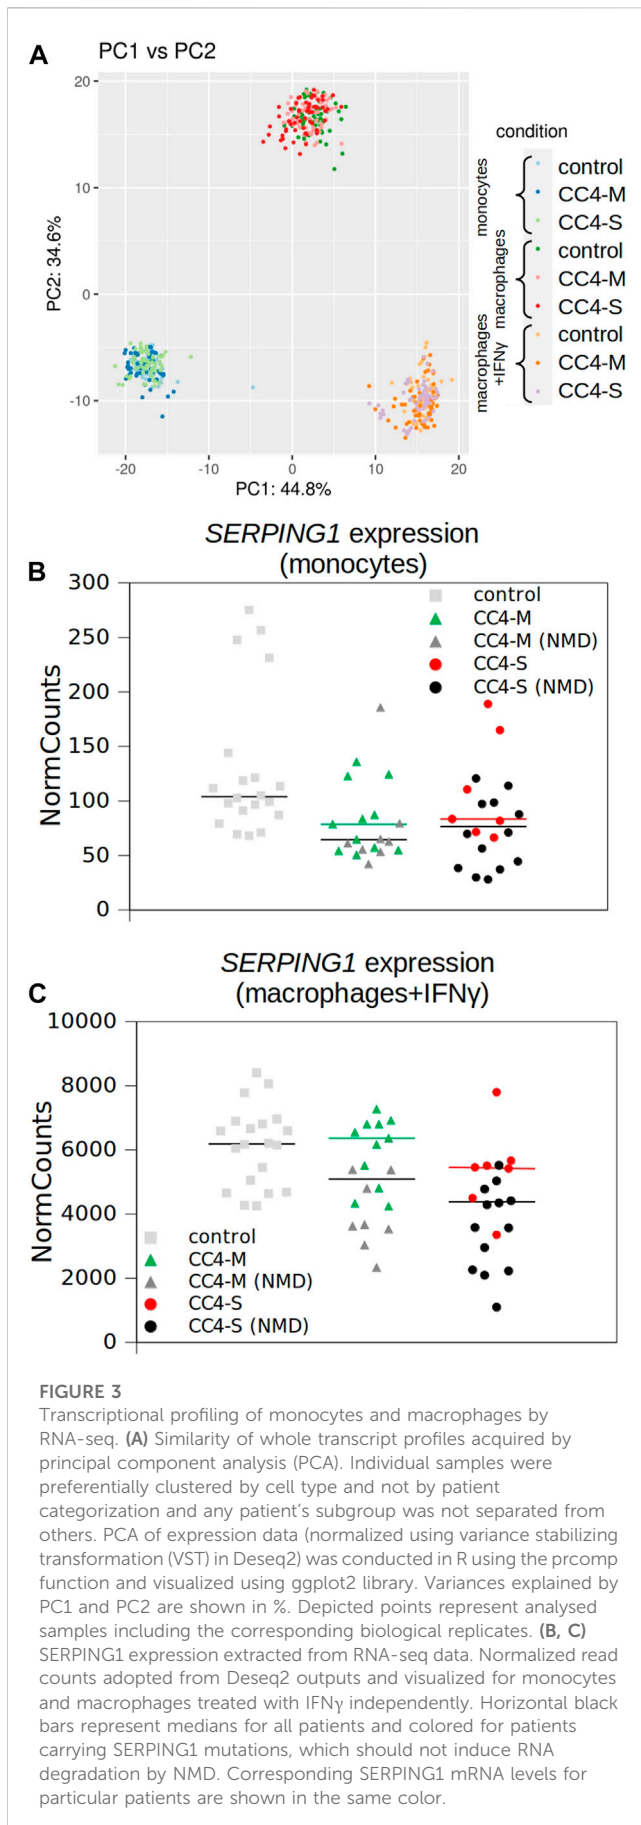 A
PC1 vs PC2
20
10
0
-10
PC2: 34.6%
-20
-10
0
10
20
PC1: 44.8%
condition
monocytes
control
CC4-M
CC4-S
macrophages
control
CC4-M
CC4-S
macrophages
+IFNγ
control
CC4-M
CC4-S
SERPING1 expression
(monocytes)
B
300
250
200
150
100
50
0
NormCounts
control
CC4-M
CC4-M (NMD)
CC4-S
CC4-S (NMD)
SERPING1 expression
(macrophages+IFNγ)
C
10000
8000
6000
4000
2000
0
NormCounts
control
CC4-M
CC4-M (NMD)
CC4-S
CC4-S (NMD)
FIGURE 3
Transcriptional profiling of monocytes and macrophages by
RNA-seq. (A) Similarity of whole transcript profiles acquired by
principal component analysis (PCA). Individual samples were
preferentially clustered by cell type and not by patient
categorization and any patient's subgroup was not separated from
others. PCA of expression data (normalized using variance stabilizing
transformation (VST) in Deseq2) was conducted in R using the prcomp
function and visualized using ggplot2 library. Variances explained by
PC1 and PC2 are shown in %. Depicted points represent analysed
samples including the corresponding biological replicates. (B, C)
SERPING1 expression extracted from RNA-seq data. Normalized read
counts adopted from Deseq2 outputs and visualized for monocytes
and macrophages treated with IFNγ independently. Horizontal black
bars represent medians for all patients and colored for patients
carrying SERPING1 mutations, which should not induce RNA
degradation by NMD. Corresponding SERPING1 mRNA levels for
particular patients are shown in the same color.